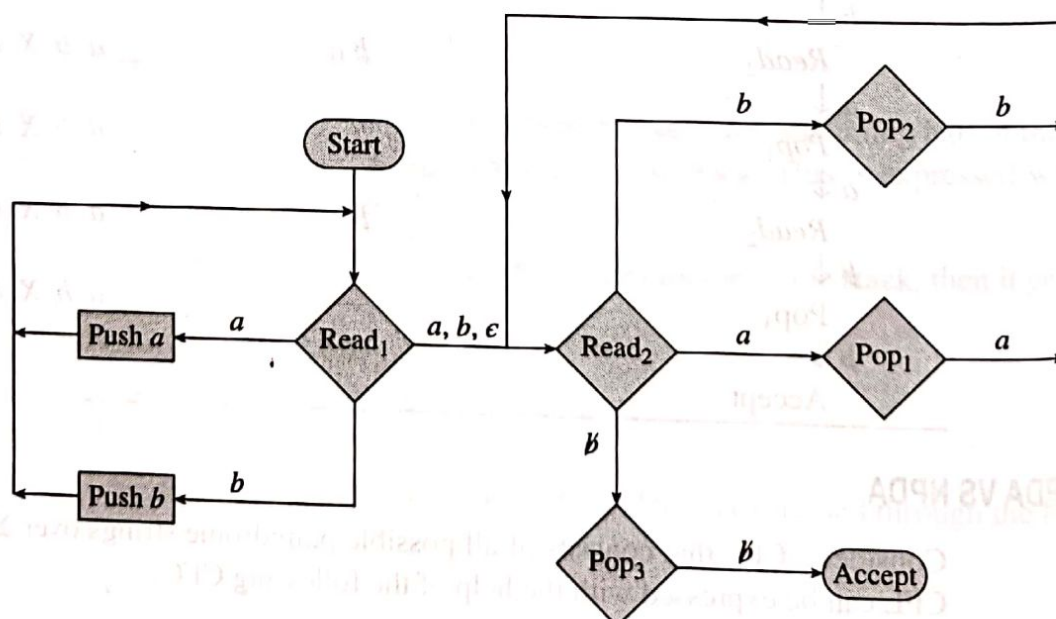 b
Pop₂
b
Start
Push a
a
Read₁
a, b, ϵ
Read₂
a
Pop₁
a
Push b
b
b̸
Pop₃
b̸
Accept